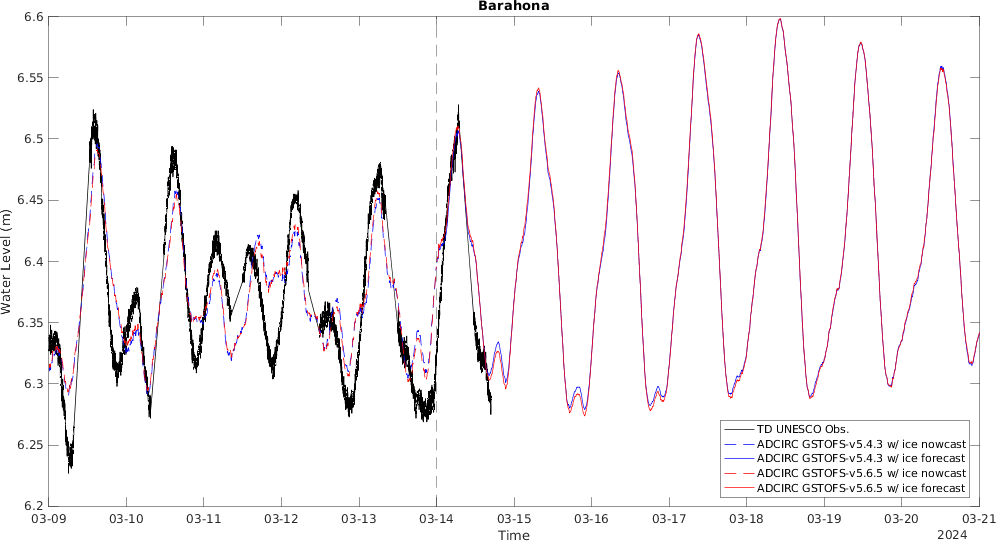 Barahona
Water Level (m)
6.6
6.55
6.5
6.45
6.4
6.35
6.3
6.25
6.2
TD UNESCO Obs.
ADCIRC GSTOFS-v5.4.3 w/ ice nowcast
ADCIRC GSTOFS-v5.4.3 w/ ice forecast
ADCIRC GSTOFS-v5.6.5 w/ ice nowcast
ADCIRC GSTOFS-v5.6.5 w/ ice forecast
03-09 03-10 03-11 03-12 03-13 03-14 03-15 03-16 03-17 03-18 03-19 03-20 03-21
Time
2024